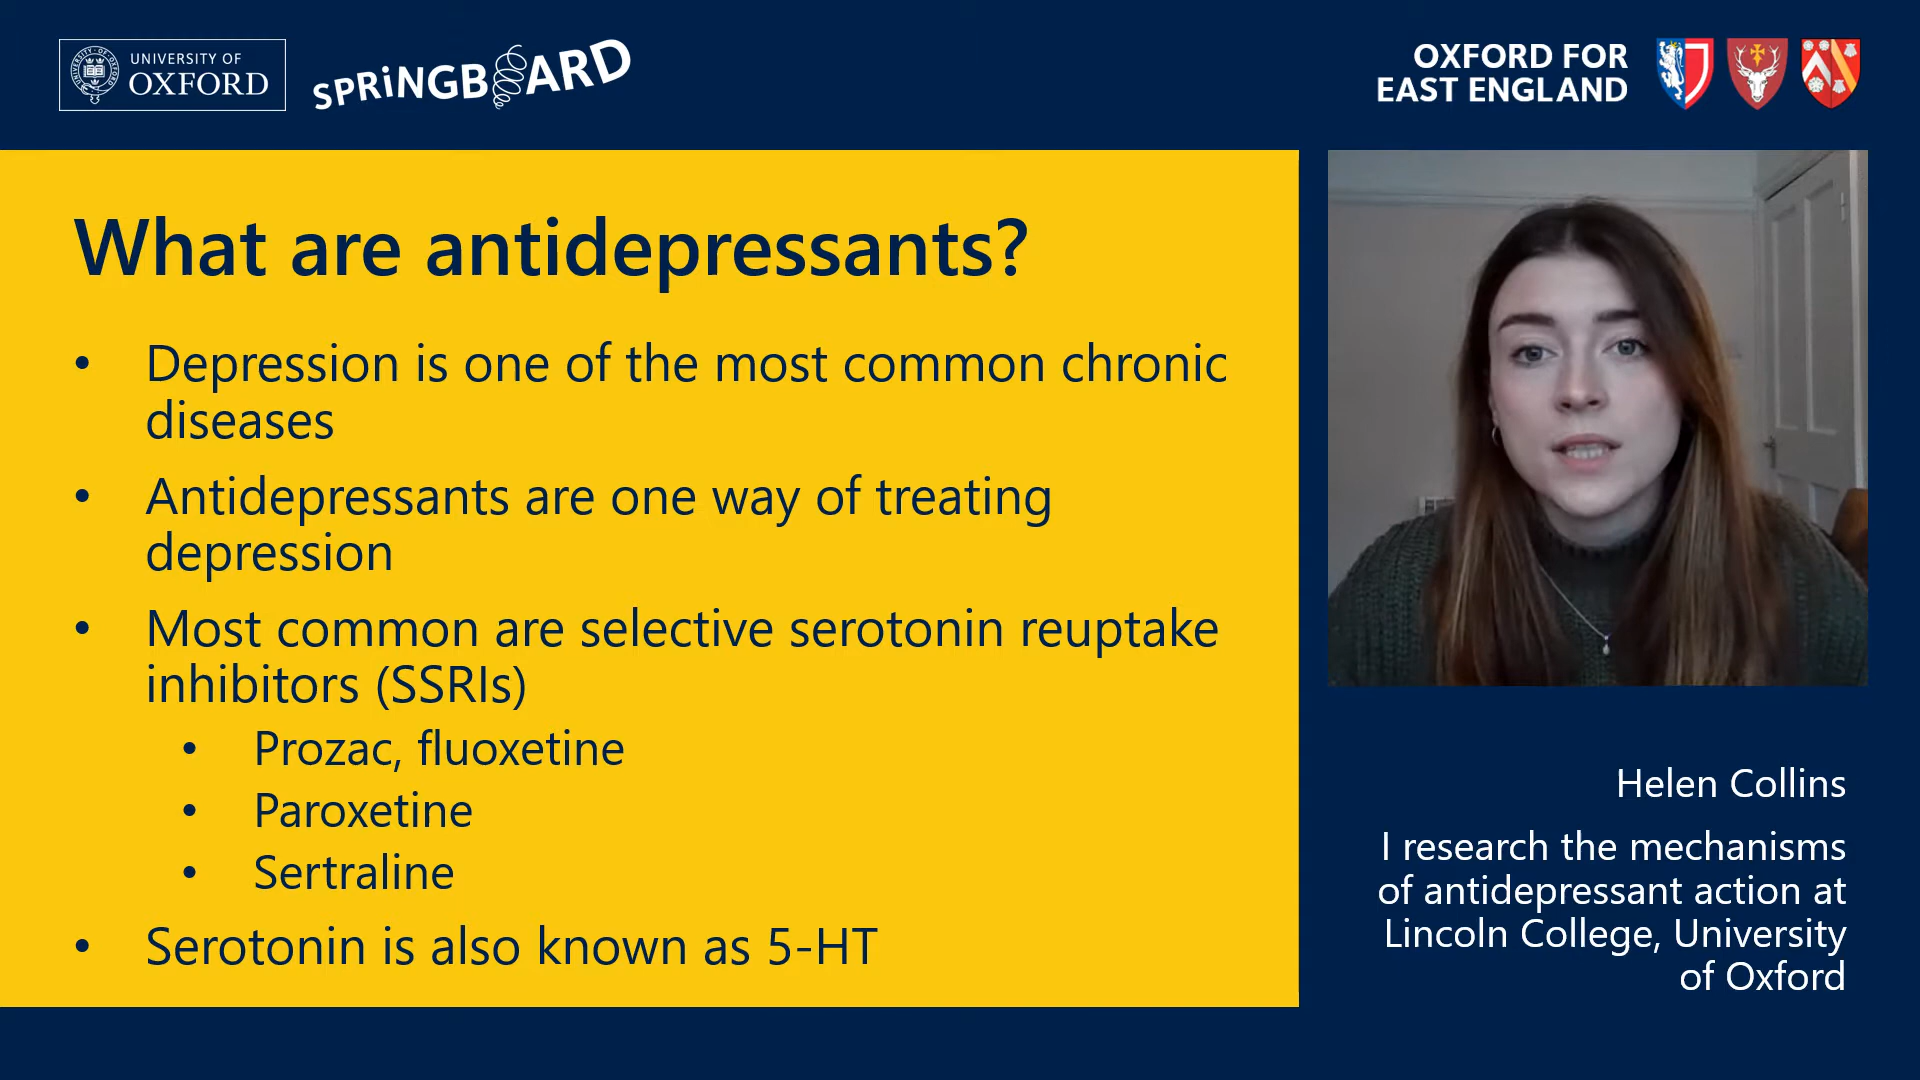 UNIVERSITY OF
OXFORD
SPRiNGBOARD
OXFORD FOR
EAST ENGLAND
What are antidepressants?
• Depression is one of the most common chronic
diseases
• Antidepressants are one way of treating
depression
• Most common are selective serotonin reuptake
inhibitors (SSRIs)
• Prozac, fluoxetine
• Paroxetine
• Sertraline
• Serotonin is also known as 5-HT
Helen Collins
I research the mechanisms
of antidepressant action at
Lincoln College, University
of Oxford